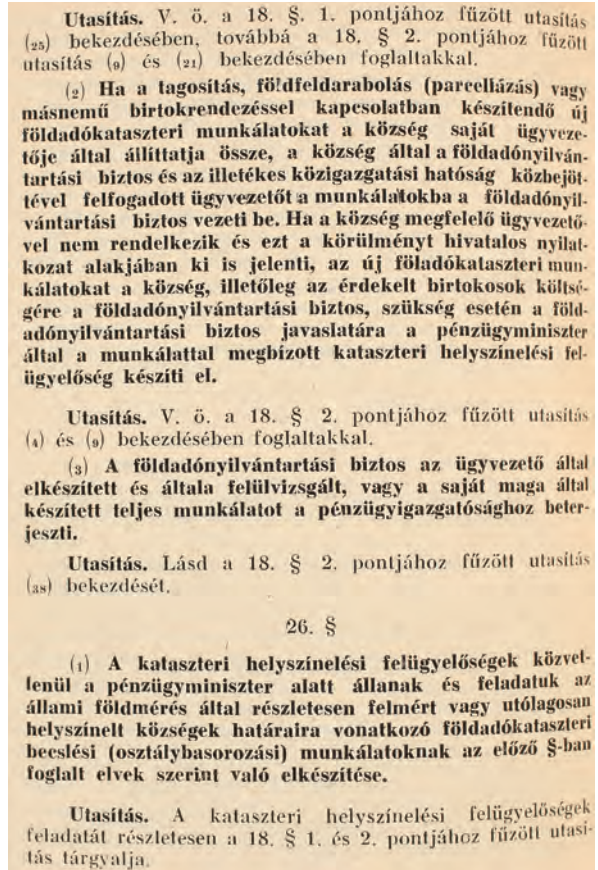 Utasítás. V. ö. a 18. §. 1. pontjához fűzött utasítás
(25) bekezdésében, továbbá a 18. § 2. pontjához fűzött
utasítás (9) és (21) bekezdésében foglaltakkal.
(2) Ha a tagosítás, földfeldarabolás (parcellázás) vagy
másnemű birtokrendezéssel kapcsolatban készítendő új
földadókataszteri munkálatokat a község saját ügyveze-
tője által állíttatja össze, a község által a földadónyilván-
tartási biztos és az illetékes közigazgatási hatóság közbejöt-
tével felfogadott ügyvezetőt a munkálatokba a földadónyil-
vántartási biztos vezeti be. Ha a község megfelelő ügyvezető-
vel nem rendelkezik és ezt a körülményt hivatalos nyilat-
kozat alakjában ki is jelenti, az új föladókataszteri mun-
kálatokat a község, illetőleg az érdekelt birtokosok költsé-
gére a földadónyilvántartási biztos, szükség esetén a föld-
adónyilvántartási biztos javaslatára a pénzügyminiszter
által a munkálattal megbízott kataszteri helyszínelési fel-
ügyelőség készíti el.
Utasítás. V. ö. a 18. § 2. pontjához fűzött utasítás
(4) és (9) bekezdésében foglaltakkal.
(3) A földadónyilvántartási biztos az ügyvezető által
elkészített és általa felülvizsgált, vagy a saját maga által
készített teljes munkálatot a pénzügyigazgatósághoz beter-
jeszti.
Utasítás. Lásd a 18. § 2. pontjához fűzött utasítás
(38) bekezdését.
26. §
(1) A kataszteri helyszínelési felügyelőségek közvet-
lenül a pénzügyminiszter alatt állanak és feladatuk az
állami földmérés által részletesen felmért vagy utólagosan
helyszínelt községek határaira vonatkozó földadókataszteri
becslési (osztálybasorozási) munkálatoknak az előző §-ban
foglalt elvek szerint való elkészítése.
Utasítás. A kataszteri helyszínelési felügyelőségek
feladatát részletesen a 18. § 1. és 2. pontjához fűzött utasí-
tás tárgyalja.